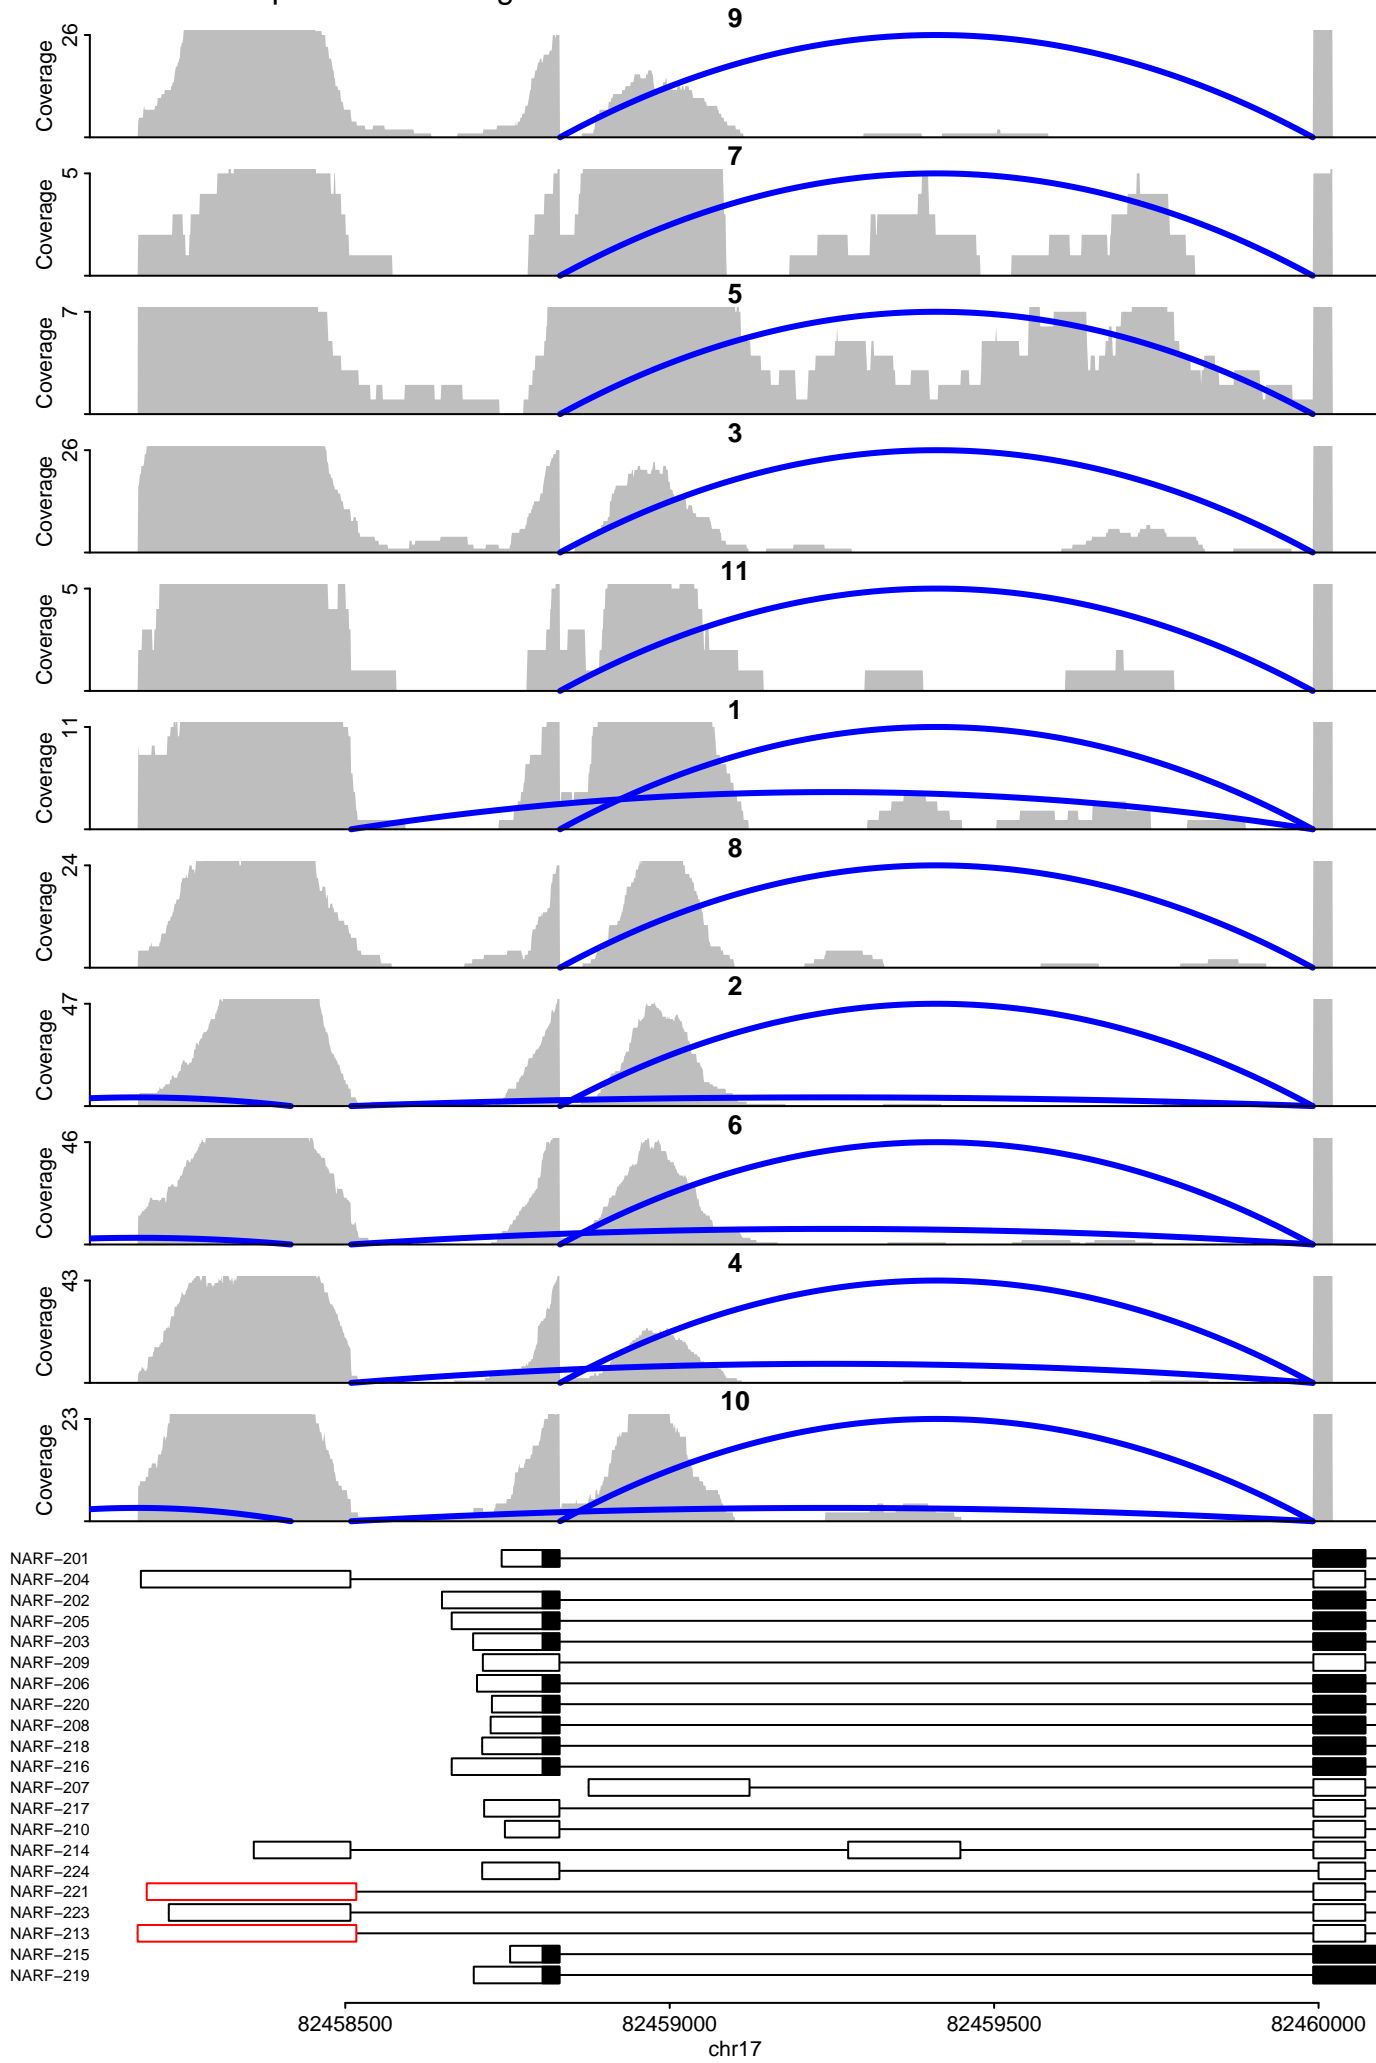 9
Coverage 26
7
Coverage 5
5
Coverage 7
3
Coverage 26
11
Coverage 5
1
Coverage 11
8
Coverage 24
2
Coverage 47
6
Coverage 46
4
Coverage 43
10
Coverage 23
NARF−201
NARF−204
NARF−202
NARF−205
NARF−203
NARF−209
NARF−206
NARF−220
NARF−208
NARF−218
NARF−216
NARF−207
NARF−217
NARF−210
NARF−214
NARF−224
NARF−221
NARF−223
NARF−213
NARF−215
NARF−219
82458500 82459000 82459500 82460000
chr17